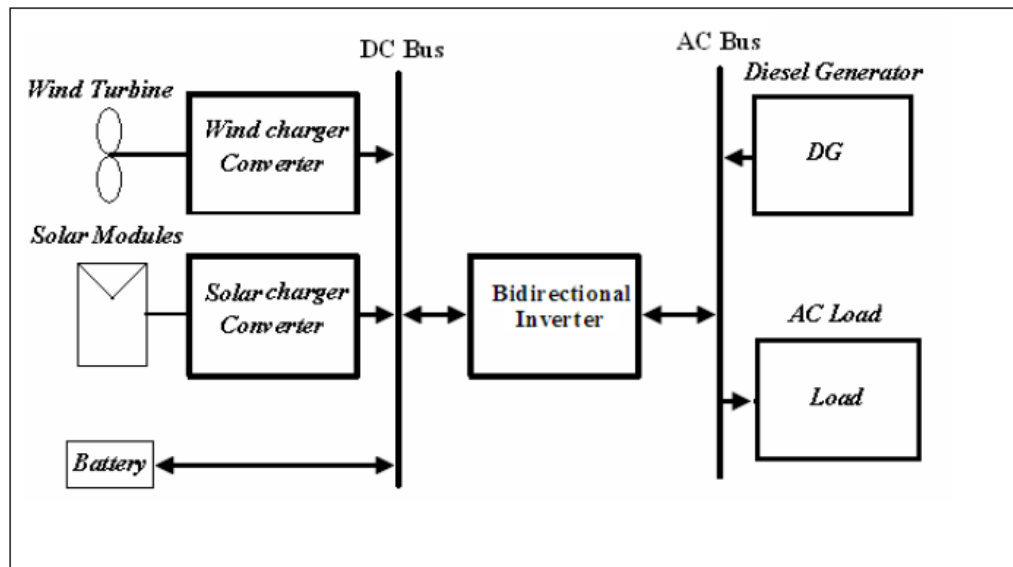 DC Bus
AC Bus
Wind Turbine
Wind charger
Converter
Diesel Generator
DG
Solar Modules
Solar charger
Converter
Bidirectional
Inverter
AC Load
Load
Battery